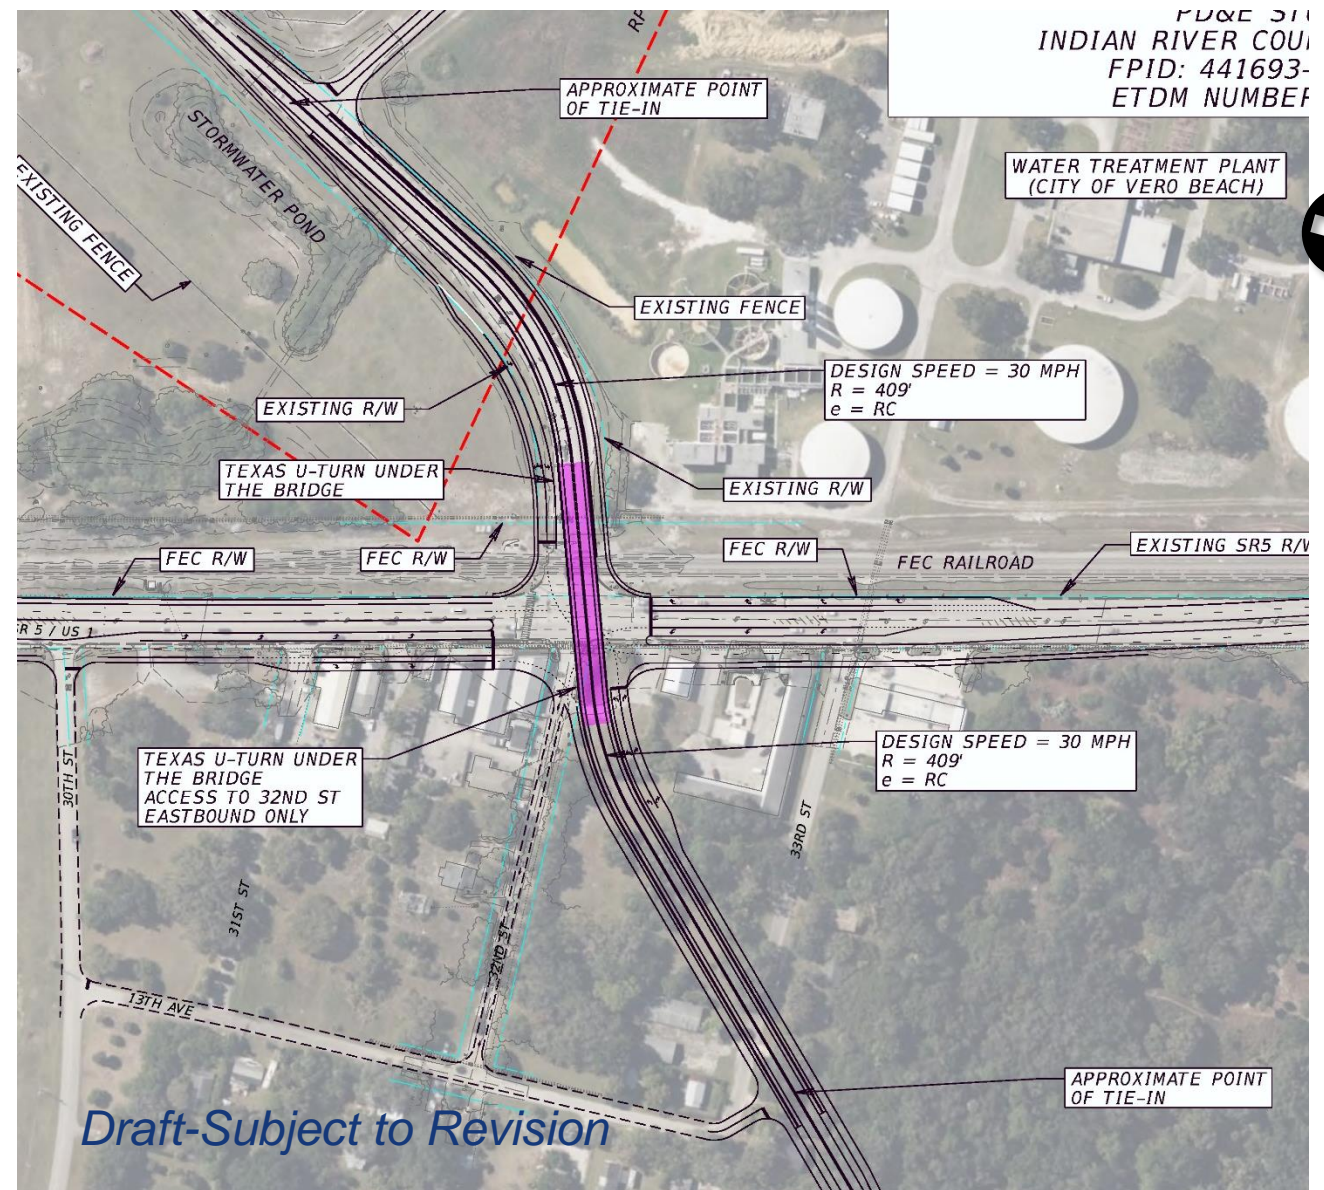 INDIAN RIVER COU
FPID: 441693-
ETDM NUMBER
APPROXIMATE POINT
OF TIE-IN
STORMWATER POND
WATER TREATMENT PLANT
(CITY OF VERO BEACH)
EXISTING FENCE
EXISTING FENCE
DESIGN SPEED = 30 MPH
R = 409'
e = RC
EXISTING R/W
TEXAS U-TURN UNDER
THE BRIDGE
EXISTING R/W
FEC R/W
FEC R/W
FEC R/W
FEC RAILROAD
EXISTING SR5 R/W
R 5 / US 1
TEXAS U-TURN UNDER
THE BRIDGE
ACCESS TO 32ND ST
EASTBOUND ONLY
DESIGN SPEED = 30 MPH
R = 409'
e = RC
30TH ST
31ST ST
32ND ST
33RD ST
13TH AVE
APPROXIMATE POINT
OF TIE-IN
Draft-Subject to Revision